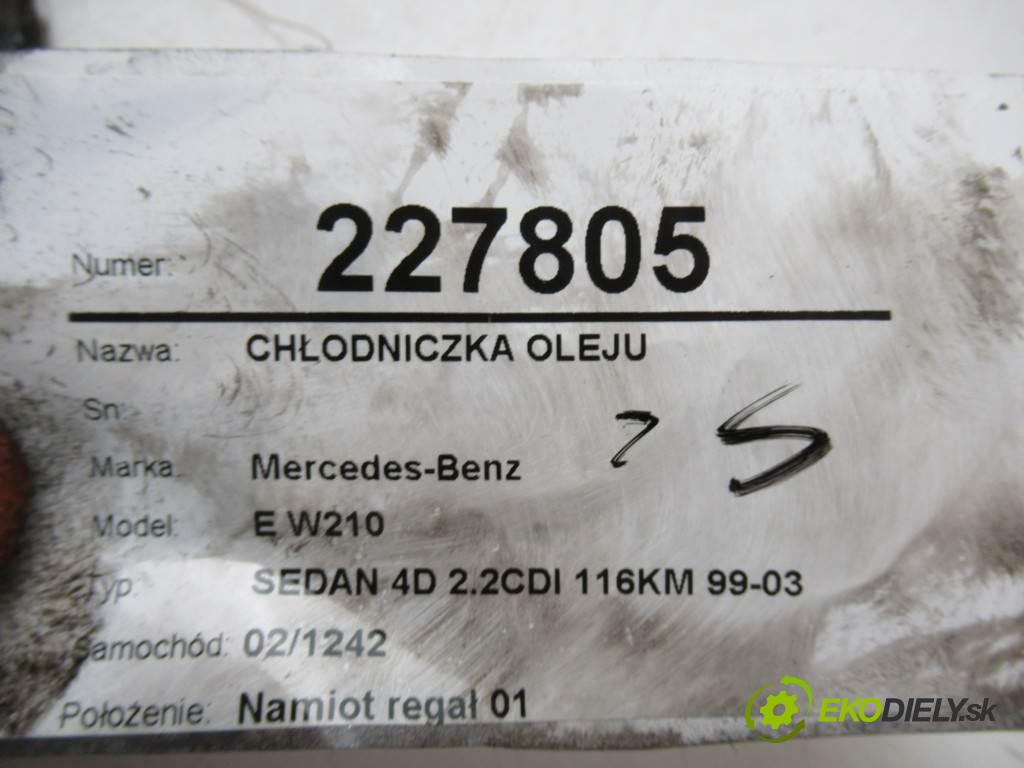 Numer: 227805
Nazwa: CHŁODNICZKA OLEJU
Sn:
Marka: Mercedes-Benz
Model: E W210
Typ: SEDAN 4D 2.2CDI 116KM 99-03
Samochód: 02/1242
Położenie: Namiot regał 01
EKODIELY.sk